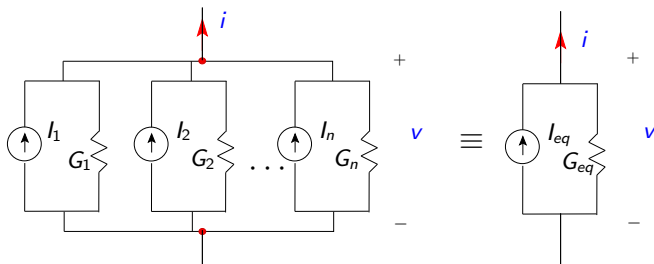 i
+
I1
G1
I2
G2
...
In
Gn
v
−
≡
i
+
Ieq
Geq
v
−